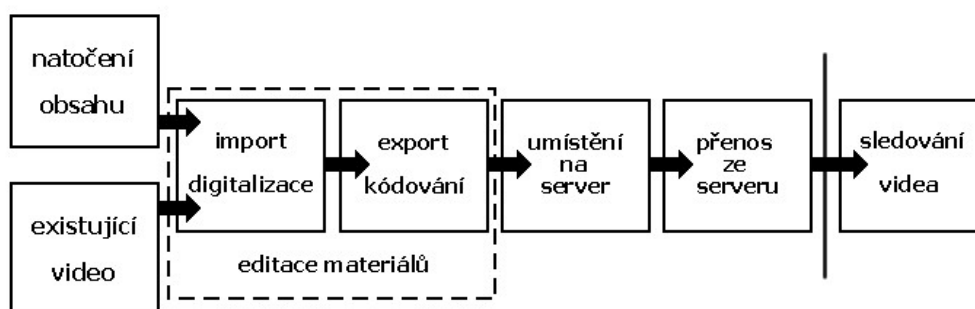 natočení
obsahu
existující
video
import
digitalizace
export
kódování
editace materiálů
umístění
na
server
přenos
ze
serveru
sledování
videa